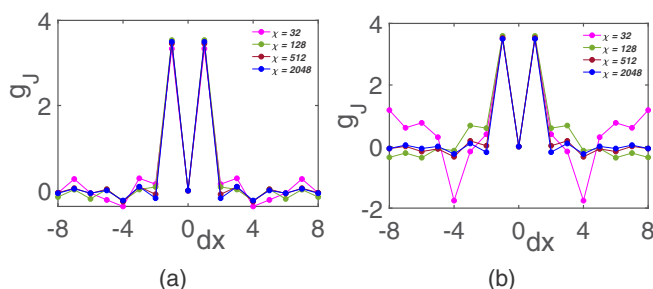 4
2
0
g_J
-8 -4 0 4 8
dx
χ = 32
χ = 128
χ = 512
χ = 2048
(a)
4
2
0
-2
g_J
-8 -4 0 4 8
dx
χ = 32
χ = 128
χ = 512
χ = 2048
(b)